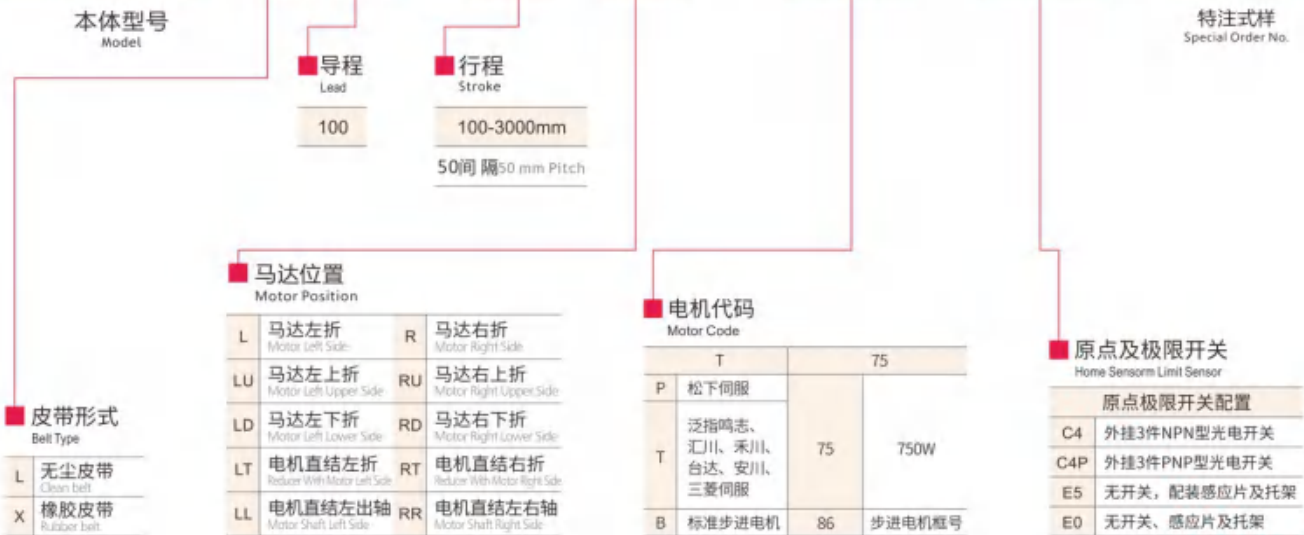 本体型号
Model
特注式样
Special Order No.
导程
Lead
100
行程
Stroke
100-3000mm
50间 隔50 mm Pitch
马达位置
Motor Position
L 马达左折 R 马达右折
Motor Left Side Motor Right Side
LU 马达左上折 RU 马达右上折
Motor Left Upper Side Motor Right Upper Side
LD 马达左下折 RD 马达右下折
Motor Left Lower Side Motor Right Lower Side
LT 电机直结左折 RT 电机直结右折
Reducer With Motor Left Side Reducer With Motor Right Side
LL 电机直结左出轴 RR 电机直结左右轴
Motor Shaft Left Side Motor Shaft Right Side
电机代码
Motor Code
T 75
P 松下伺服
T 泛指鸣志、
汇川、禾川、
台达、安川、
三菱伺服
75 750W
B 标准步进电机 86 步进电机框号
原点及极限开关
Home Sensorm Limit Sensor
原点极限开关配置
C4 外挂3件NPN型光电开关
C4P 外挂3件PNP型光电开关
E5 无开关，配装感应片及托架
E0 无开关、感应片及托架
皮带形式
Belt Type
L 无尘皮带
Clean belt
X 橡胶皮带
Rubber belt